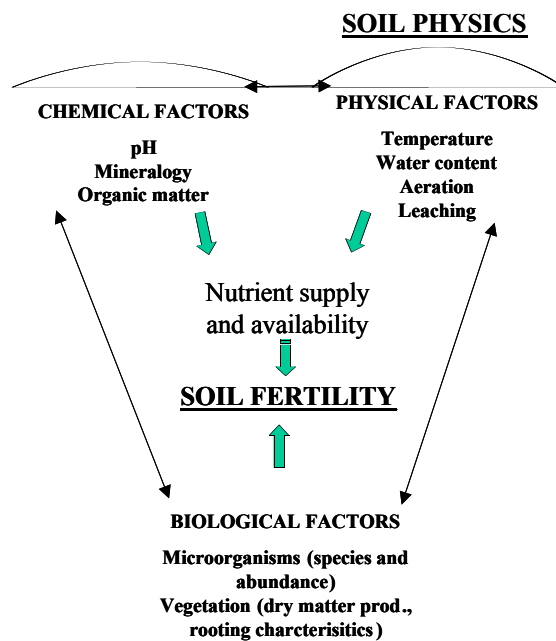 SOIL PHYSICS
CHEMICAL FACTORS
pH
Mineralogy
Organic matter
PHYSICAL FACTORS
Temperature
Water content
Aeration
Leaching
Nutrient supply
and availability
SOIL FERTILITY
BIOLOGICAL FACTORS
Microorganisms (species and
abundance)
Vegetation (dry matter prod.,
rooting charcterisitics )